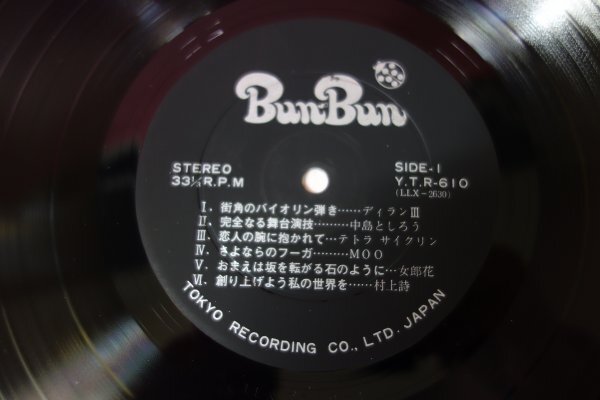 Bun-Bun
STEREO
33⅓ R.P.M
SIDE-1
Y.T.R-610
(LLX-2630)
Ⅰ. 街角のバイオリン弾き……ディランⅢ
Ⅱ. 完全なる舞台演技………中島としろう
Ⅲ. 恋人の腕に抱かれて…テトラ サイクリン
Ⅳ. さよならのフーガ………MOO
Ⅴ. おまえは坂を転がる石のように…女郎花
Ⅵ. 創り上げよう私の世界を……村上詩
TOKYO RECORDING CO., LTD. JAPAN